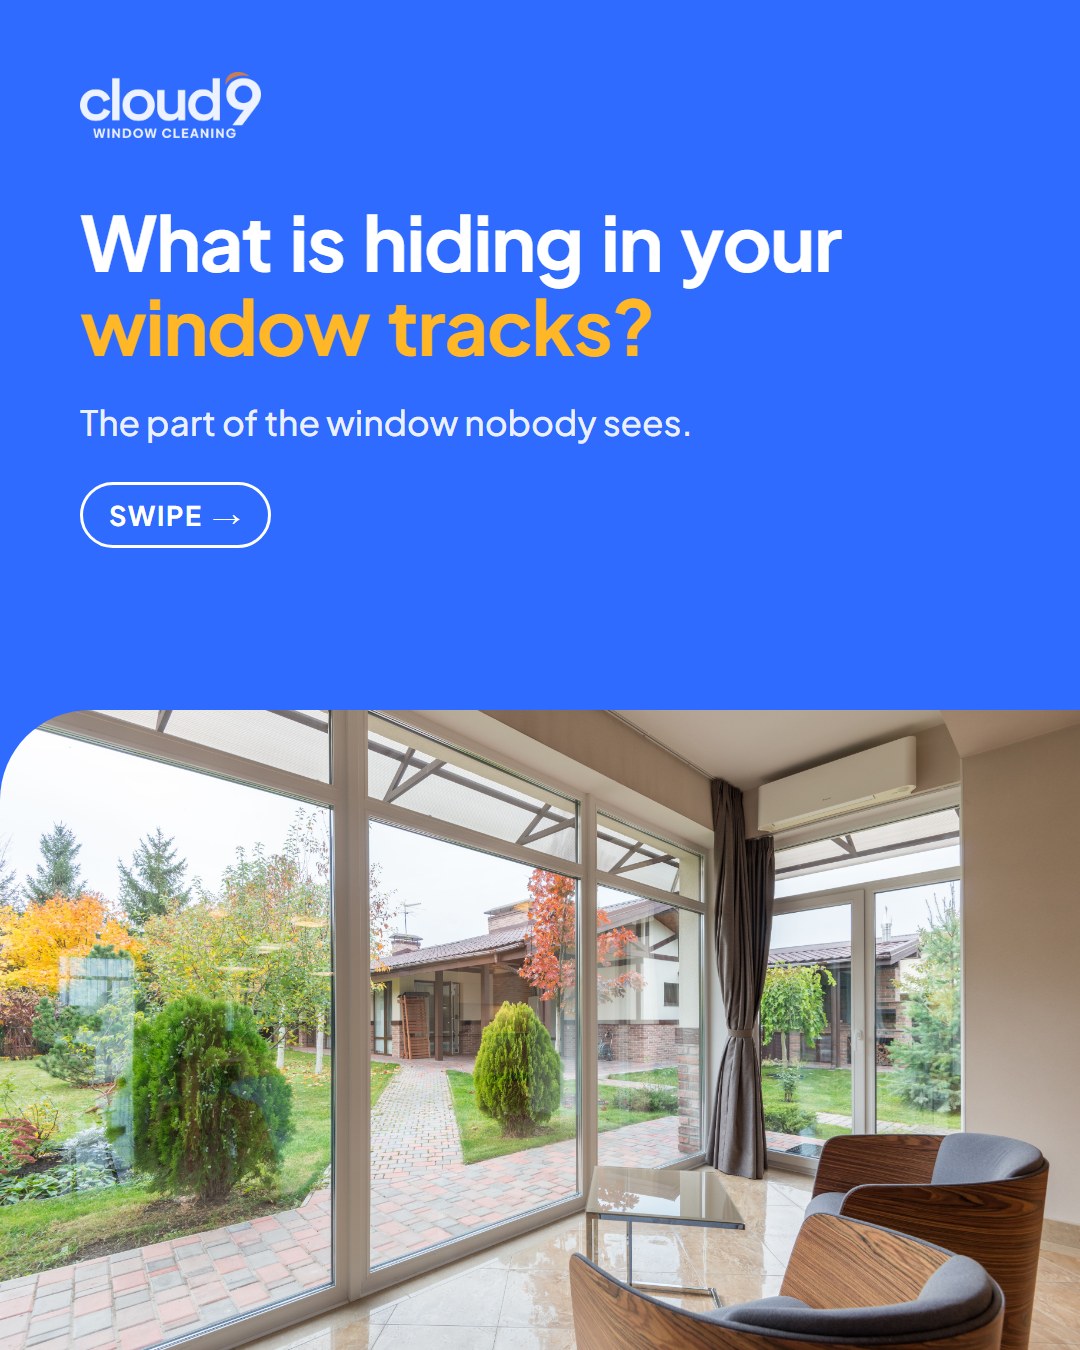 cloud9
WINDOW CLEANING
What is hiding in your
window tracks?
The part of the window nobody sees.
SWIPE →